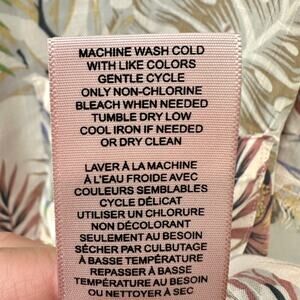 MACHINE WASH COLD
WITH LIKE COLORS
GENTLE CYCLE
ONLY NON-CHLORINE
BLEACH WHEN NEEDED
TUMBLE DRY LOW
COOL IRON IF NEEDED
OR DRY CLEAN
LAVER À LA MACHINE
À L'EAU FROIDE AVEC
COULEURS SEMBLABLES
CYCLE DÉLICAT
UTILISER UN CHLORURE
NON DÉCOLORANT
SEULEMENT AU BESOIN
SÉCHER PAR CULBUTAGE
À BASSE TEMPÉRATURE
REPASSER À BASSE
TEMPÉRATURE AU BESOIN
OU NETTOYER À SEC